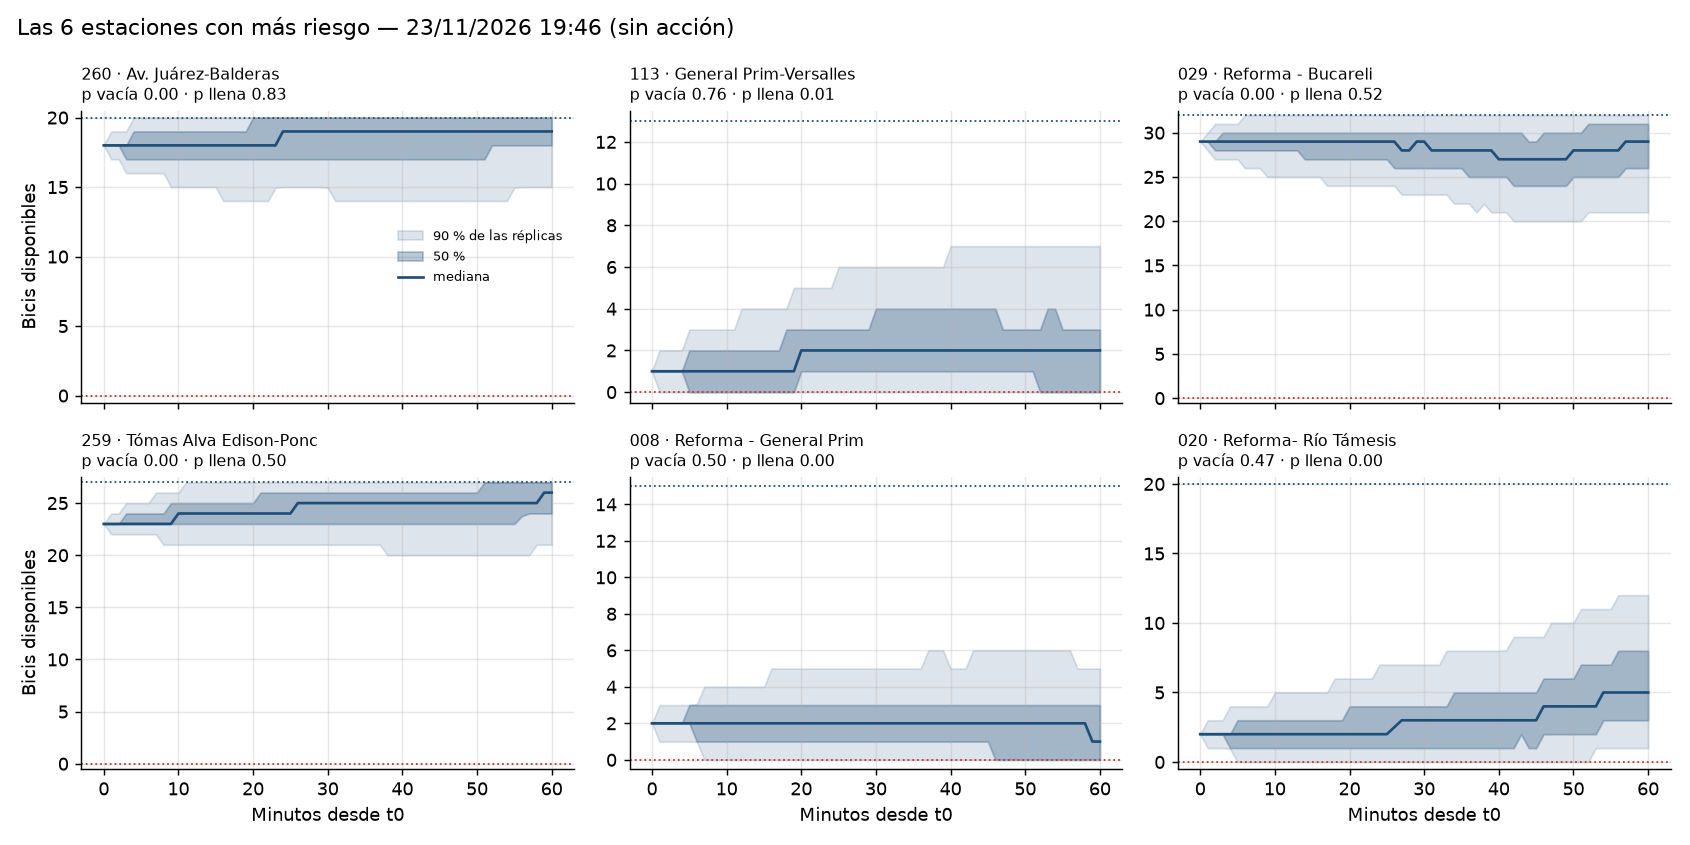 Las 6 estaciones con más riesgo — 23/11/2026 19:46 (sin acción)
260 · Av. Juárez-Balderas
p vacía 0.00 · p llena 0.83
20
15
10
5
0
Bicis disponibles
90 % de las réplicas
50 %
mediana
113 · General Prim-Versalles
p vacía 0.76 · p llena 0.01
12
10
8
6
4
2
0
029 · Reforma - Bucareli
p vacía 0.00 · p llena 0.52
30
25
20
15
10
5
0
259 · Tómas Alva Edison-Ponc
p vacía 0.00 · p llena 0.50
25
20
15
10
5
0
Bicis disponibles
0 10 20 30 40 50 60
Minutos desde t0
008 · Reforma - General Prim
p vacía 0.50 · p llena 0.00
14
12
10
8
6
4
2
0
0 10 20 30 40 50 60
Minutos desde t0
020 · Reforma- Río Támesis
p vacía 0.47 · p llena 0.00
20
15
10
5
0
0 10 20 30 40 50 60
Minutos desde t0